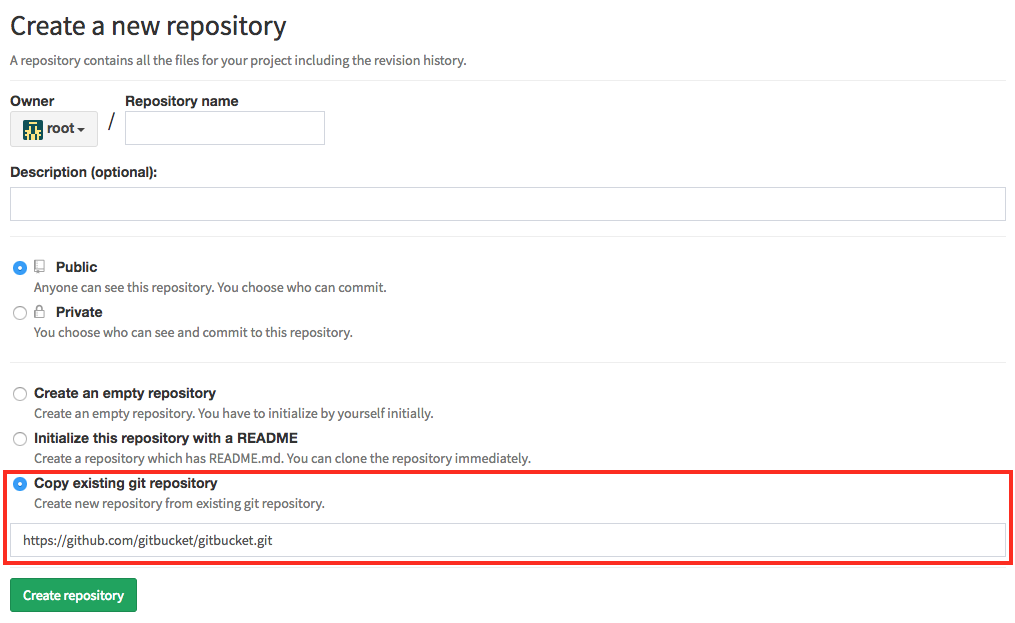 Create a new repository
A repository contains all the files for your project including the revision history.
Owner
Repository name
root
/
Description (optional):
Public
Anyone can see this repository. You choose who can commit.
Private
You choose who can see and commit to this repository.
Create an empty repository
Create an empty repository. You have to initialize by yourself initially.
Initialize this repository with a README
Create a repository which has README.md. You can clone the repository immediately.
Copy existing git repository
Create new repository from existing git repository.
https://github.com/gitbucket/gitbucket.git
Create repository